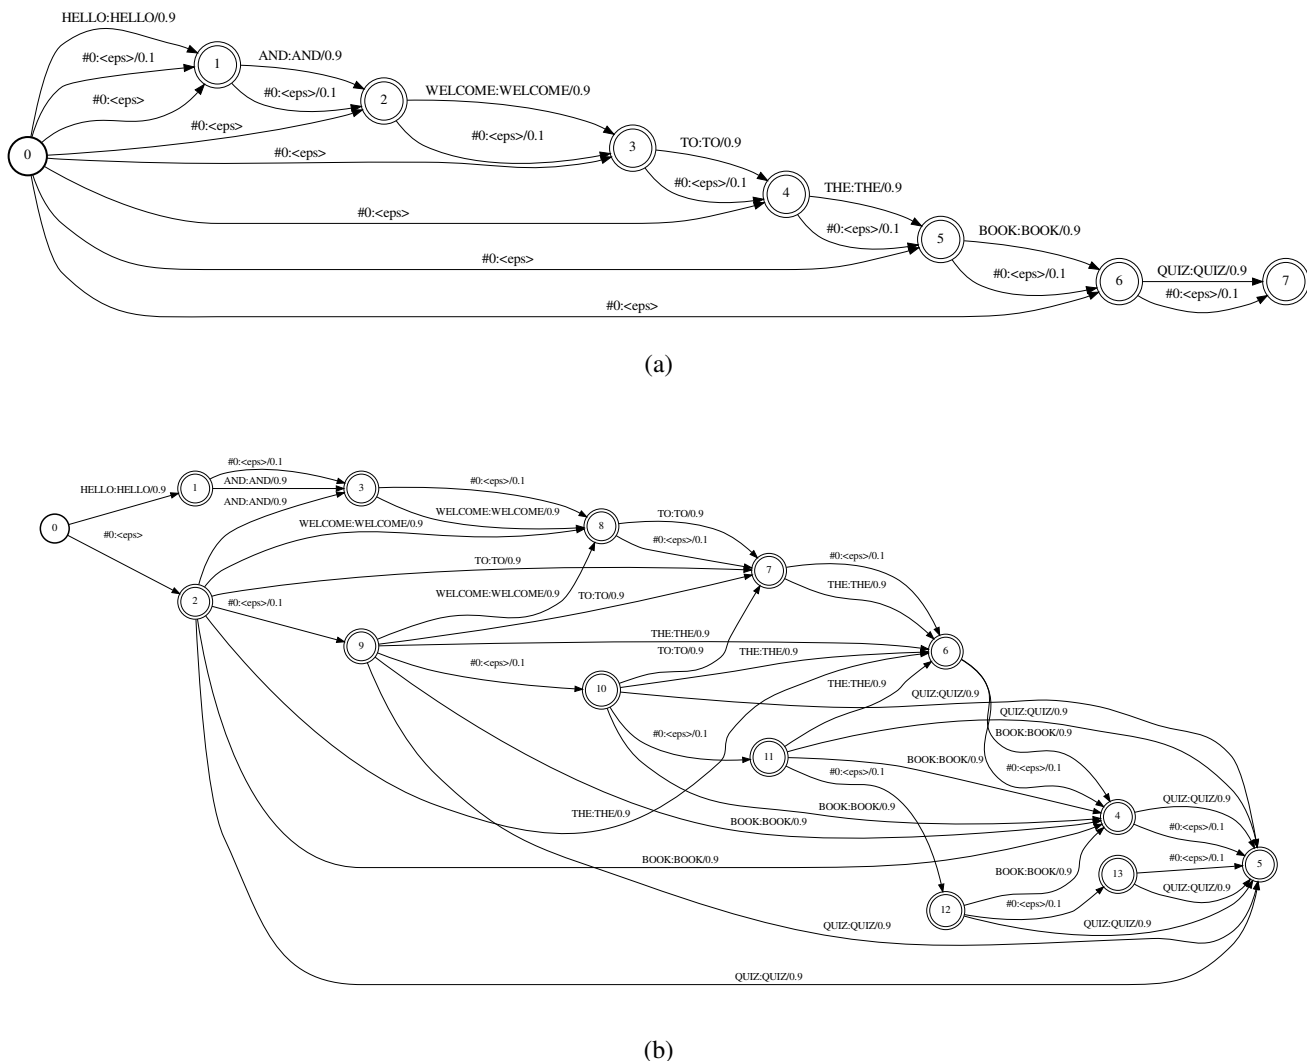 HELLO:HELLO/0.9
#0:<eps>/0.1
#0:<eps>
1
AND:AND/0.9
#0:<eps>/0.1
2
#0:<eps>
WELCOME:WELCOME/0.9
#0:<eps>/0.1
3
0
#0:<eps>
TO:TO/0.9
#0:<eps>/0.1
4
#0:<eps>
THE:THE/0.9
#0:<eps>/0.1
5
#0:<eps>
BOOK:BOOK/0.9
#0:<eps>/0.1
6
#0:<eps>
QUIZ:QUIZ/0.9
#0:<eps>/0.1
7
(a)
0
HELLO:HELLO/0.9
#0:<eps>
1
#0:<eps>/0.1
AND:AND/0.9
AND:AND/0.9
3
#0:<eps>/0.1
WELCOME:WELCOME/0.9
WELCOME:WELCOME/0.9
8
TO:TO/0.9
#0:<eps>/0.1
2
TO:TO/0.9
7
#0:<eps>/0.1
THE:THE/0.9
#0:<eps>/0.1
WELCOME:WELCOME/0.9
TO:TO/0.9
9
THE:THE/0.9
TO:TO/0.9
THE:THE/0.9
6
#0:<eps>/0.1
10
THE:THE/0.9
QUIZ:QUIZ/0.9
QUIZ:QUIZ/0.9
#0:<eps>/0.1
BOOK:BOOK/0.9
11
BOOK:BOOK/0.9
#0:<eps>/0.1
#0:<eps>/0.1
THE:THE/0.9
BOOK:BOOK/0.9
BOOK:BOOK/0.9
4
QUIZ:QUIZ/0.9
#0:<eps>/0.1
BOOK:BOOK/0.9
#0:<eps>/0.1
5
BOOK:BOOK/0.9
13
QUIZ:QUIZ/0.9
12
#0:<eps>/0.1
QUIZ:QUIZ/0.9
QUIZ:QUIZ/0.9
QUIZ:QUIZ/0.9
(b)